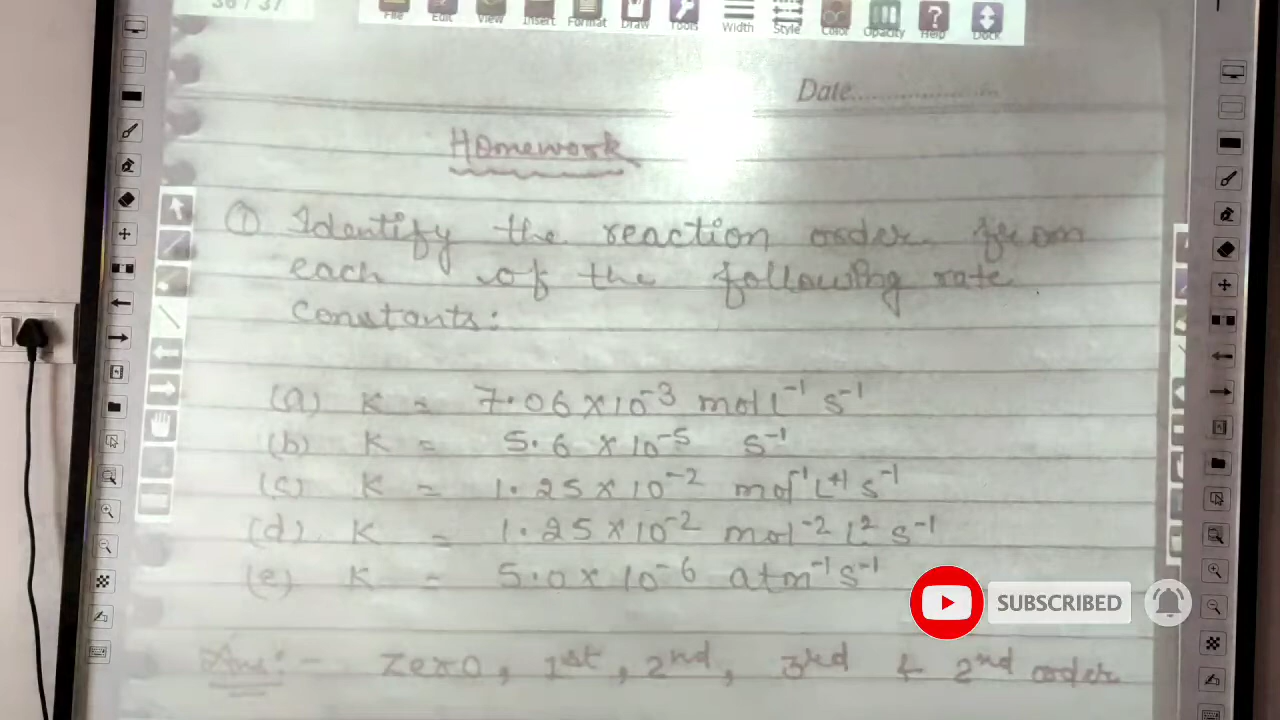 36 / 37
File Edit View Insert Format Draw Tools Width Style Color Opacity Help Dock
Date....................
Homework
① Identify the reaction order from
each of the following rate
constants:
(a) K = 7.06 × 10⁻³ mol L⁻¹ s⁻¹
(b) K = 5.6 × 10⁻⁵ s⁻¹
(c) K = 1.25 × 10⁻² mol⁻¹ L⁺¹ s⁻¹
(d) K = 1.25 × 10⁻² mol⁻² L² s⁻¹
(e) K = 5.0 × 10⁻⁶ atm⁻¹ s⁻¹
SUBSCRIBED
Ans:- Zero, 1st, 2nd, 3rd & 2nd order